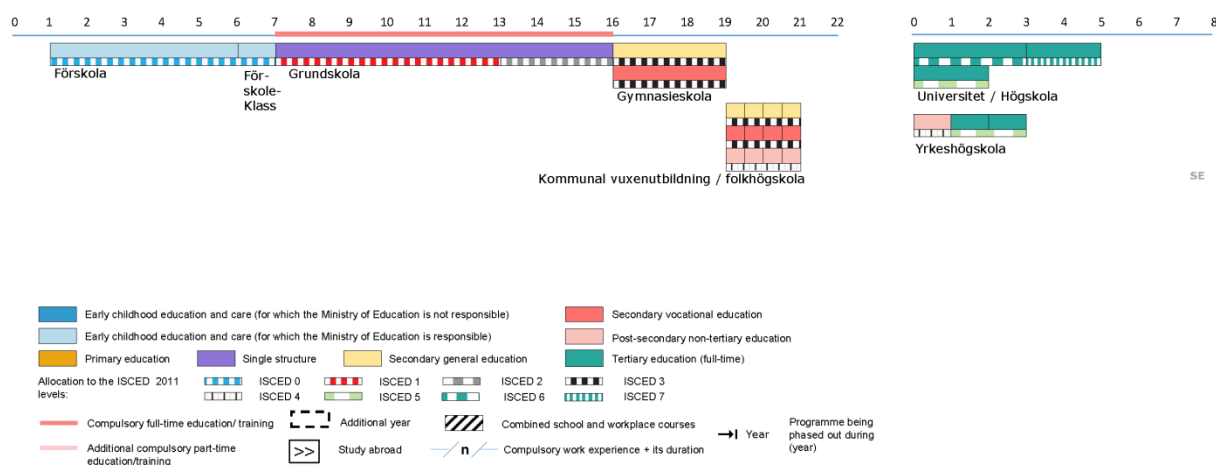 0 1 2 3 4 5 6 7 8 9 10 11 12 13 14 15 16 17 18 19 20 21 22 0 1 2 3 4 5 7 8
Förskola
För-
skole-
Klass
Grundskola
Gymnasieskola
Kommunal vuxenutbildning / folkhögskola
Universitet / Högskola
Yrkeshögskola
SE
Early childhood education and care (for which the Ministry of Education is not responsible)
Secondary vocational education
Early childhood education and care (for which the Ministry of Education is responsible)
Post-secondary non-tertiary education
Primary education
Single structure
Secondary general education
Tertiary education (full-time)
Allocation to the ISCED 2011
levels:
ISCED 0
ISCED 1
ISCED 2
ISCED 3
ISCED 4
ISCED 5
ISCED 6
ISCED 7
Compulsory full-time education/ training
Additional year
Combined school and workplace courses
Year
Programme being
phased out during
(year)
Additional compulsory part-time
education/training
>>
Study abroad
n
Compulsory work experience + its duration